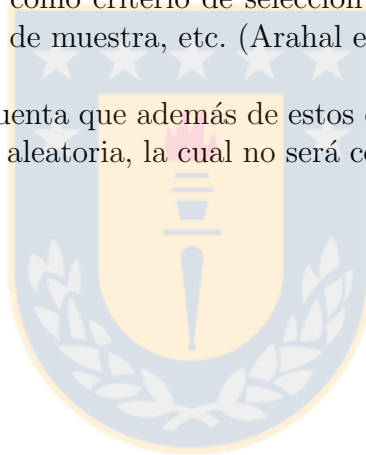 como criterio de selección
de muestra, etc. (Arahal e
uenta que además de estos
aleatoria, la cual no será